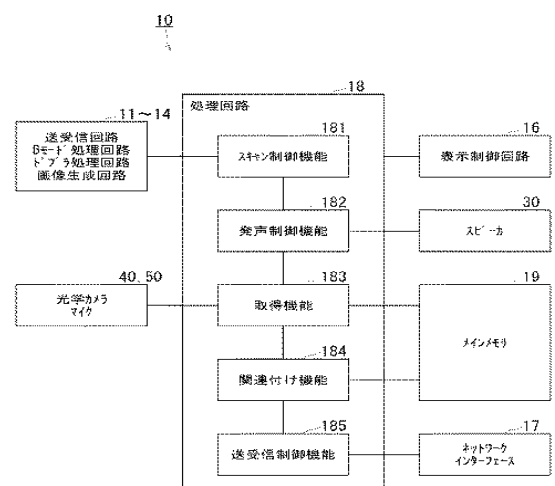 10
18
処理回路
11～14
送受信回路
Bモード処理回路
ドプラ処理回路
画像生成回路
181
スキャン制御機能
16
表示制御回路
182
発声制御機能
30
スピーカ
40、50
光学カメラ
マイク
183
取得機能
19
メインメモリ
184
関連付け機能
185
送受信制御機能
17
ネットワーク
インターフェース